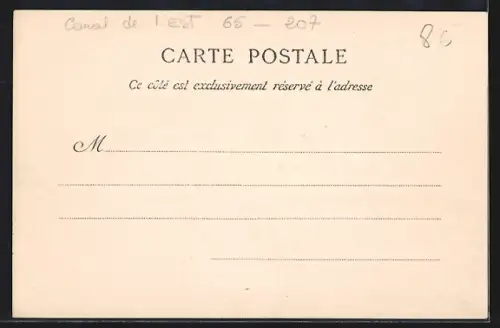 Canal de l'EST 65 - 207
86
CARTE POSTALE
Ce côté est exclusivement réservé à l'adresse
M